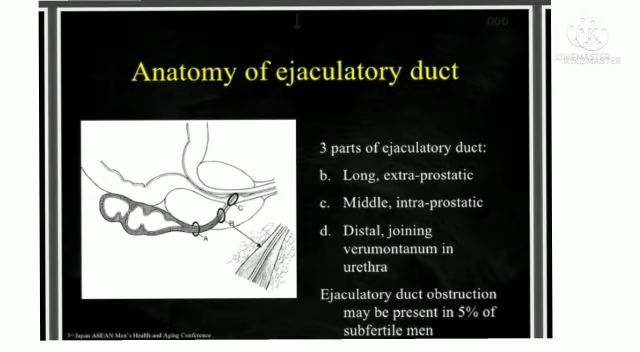 Anatomy of ejaculatory duct
KINEMASTER
KINEMASTER
3 parts of ejaculatory duct:
b. Long, extra-prostatic
c. Middle, intra-prostatic
d. Distal, joining
verumontanum in
urethra
Ejaculatory duct obstruction
may be present in 5% of
subfertile men
A
B
C
3rd Japan ASEAN Men's Health and Aging Conference